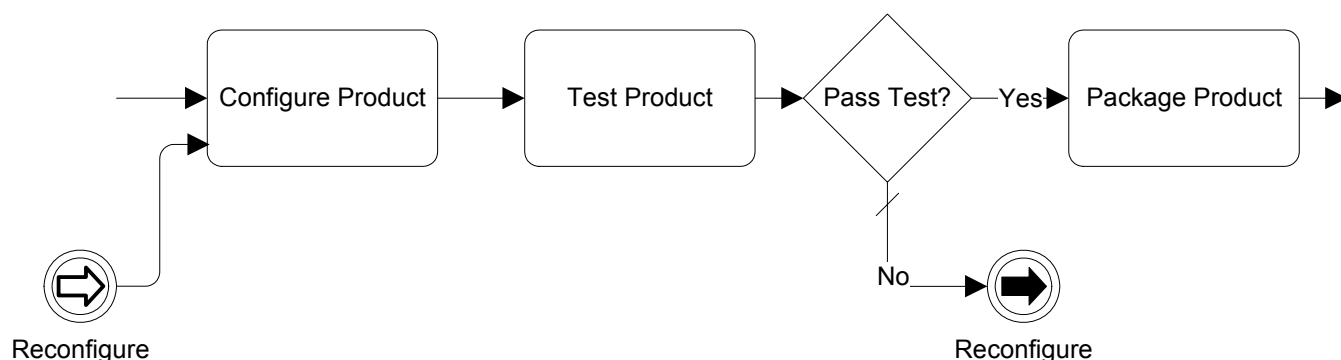 Configure Product
Test Product
Pass Test?
Yes
Package Product
No
Reconfigure
Reconfigure